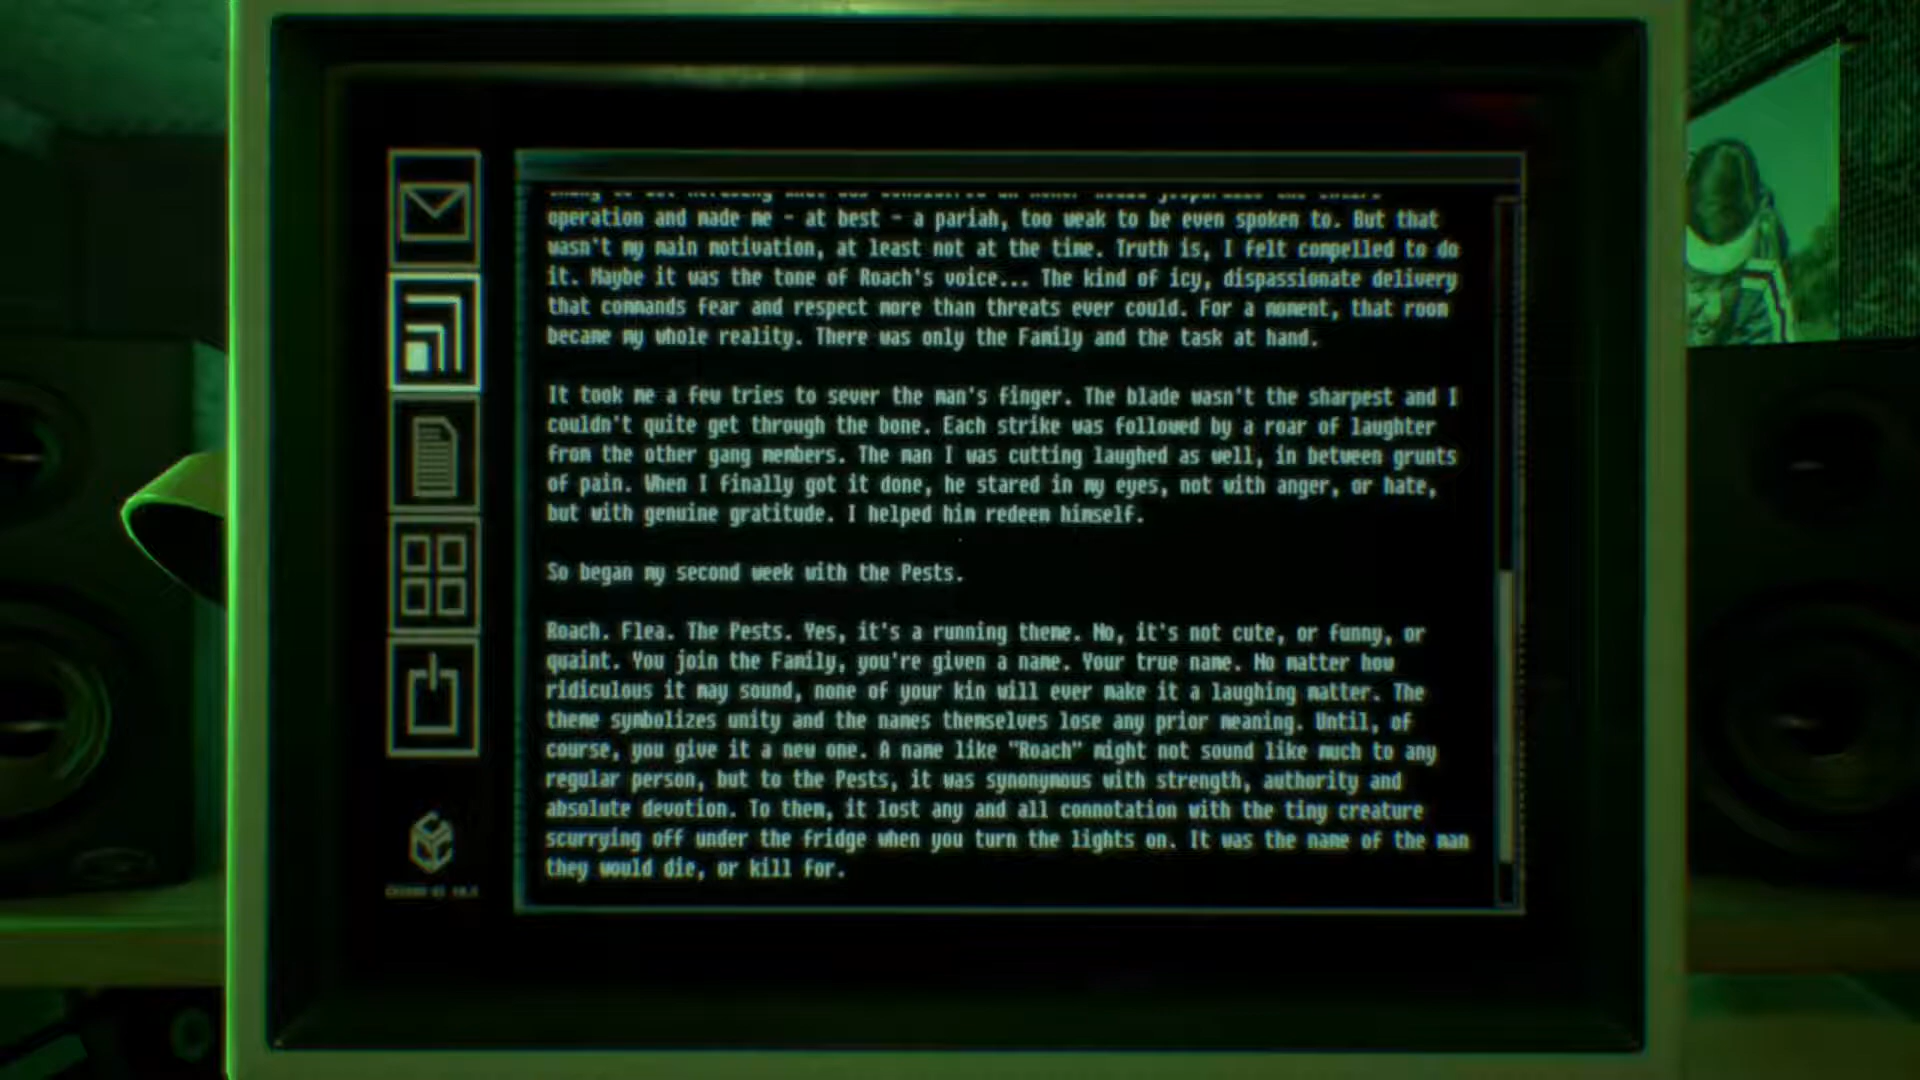 operation and made me - at best - a pariah, too weak to be even spoken to. But that
wasn't my main motivation, at least not at the time. Truth is, I felt compelled to do
it. Maybe it was the tone of Roach's voice... The kind of icy, dispassionate delivery
that commands fear and respect more than threats ever could. For a moment, that room
became my whole reality. There was only the Family and the task at hand.
It took me a few tries to sever the man's finger. The blade wasn't the sharpest and I
couldn't quite get through the bone. Each strike was followed by a roar of laughter
from the other gang members. The man I was cutting laughed as well, in between grunts
of pain. When I finally got it done, he stared in my eyes, not with anger, or hate,
but with genuine gratitude. I helped him redeem himself.
So began my second week with the Pests.
Roach. Flea. The Pests. Yes, it's a running theme. No, it's not cute, or funny, or
quaint. You join the Family, you're given a name. Your true name. No matter how
ridiculous it may sound, none of your kin will ever make it a laughing matter. The
theme symbolizes unity and the names themselves lose any prior meaning. Until, of
course, you give it a new one. A name like "Roach" might not sound like much to any
regular person, but to the Pests, it was synonymous with strength, authority and
absolute devotion. To them, it lost any and all connotation with the tiny creature
scurrying off under the fridge when you turn the lights on. It was the name of the man
they would die, or kill for.